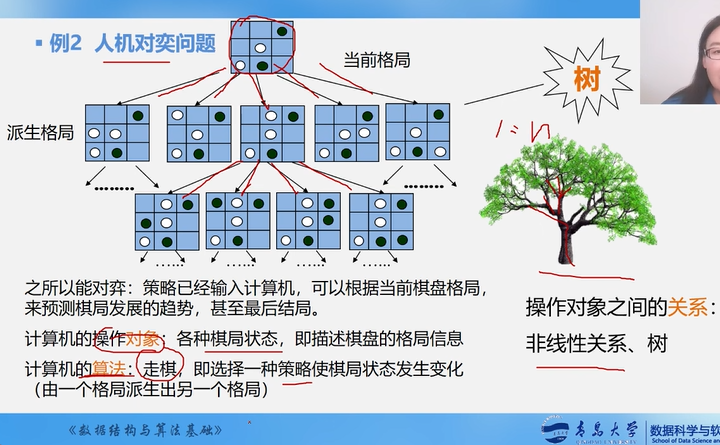 ▪ 例2 人机对弈问题
当前格局
树
派生格局
1:n
……
……
……
……
……
……
之所以能对弈：策略已经输入计算机，可以根据当前棋盘格局，
来预测棋局发展的趋势，甚至最后结局。
计算机的操作对象：各种棋局状态，即描述棋盘的格局信息
计算机的算法：走棋，即选择一种策略使棋局状态发生变化
（由一个格局派生出另一个格局）
操作对象之间的关系：
非线性关系、树
《数据结构与算法基础》
青岛大学
数据科学与软
School of Data Science and